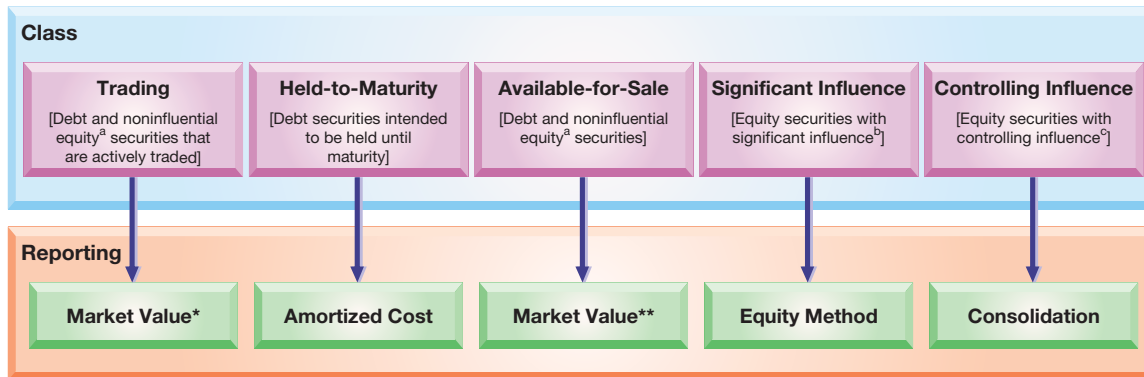 Class
Trading
[Debt and noninfluential
equityᵃ securities that
are actively traded]
Held-to-Maturity
[Debt securities intended
to be held until
maturity]
Available-for-Sale
[Debt and noninfluential
equityᵃ securities]
Significant Influence
[Equity securities with
significant influenceᵇ]
Controlling Influence
[Equity securities with
controlling influenceᶜ]
Reporting
Market Value*
Amortized Cost
Market Value**
Equity Method
Consolidation